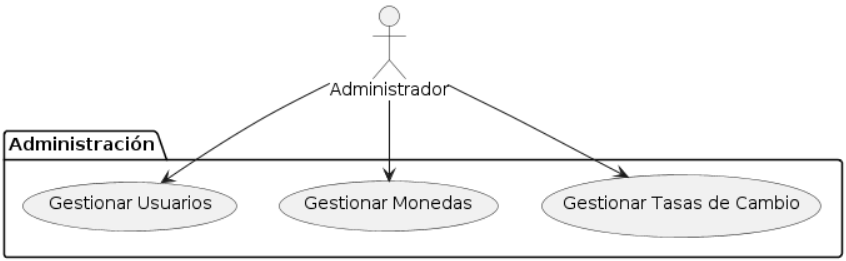 Administrador
Administración
Gestionar Usuarios
Gestionar Monedas
Gestionar Tasas de Cambio